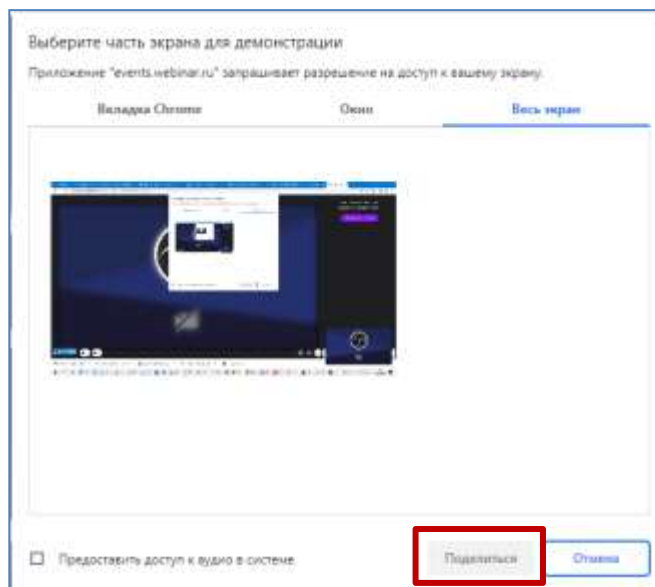 Выберите часть экрана для демонстрации
Приложение "events.webinar.ru" запрашивает разрешение на доступ к вашему экрану.
Вкладка Chrome Окно Весь экран
Предоставить доступ к аудио в системе
Поделиться Отмена